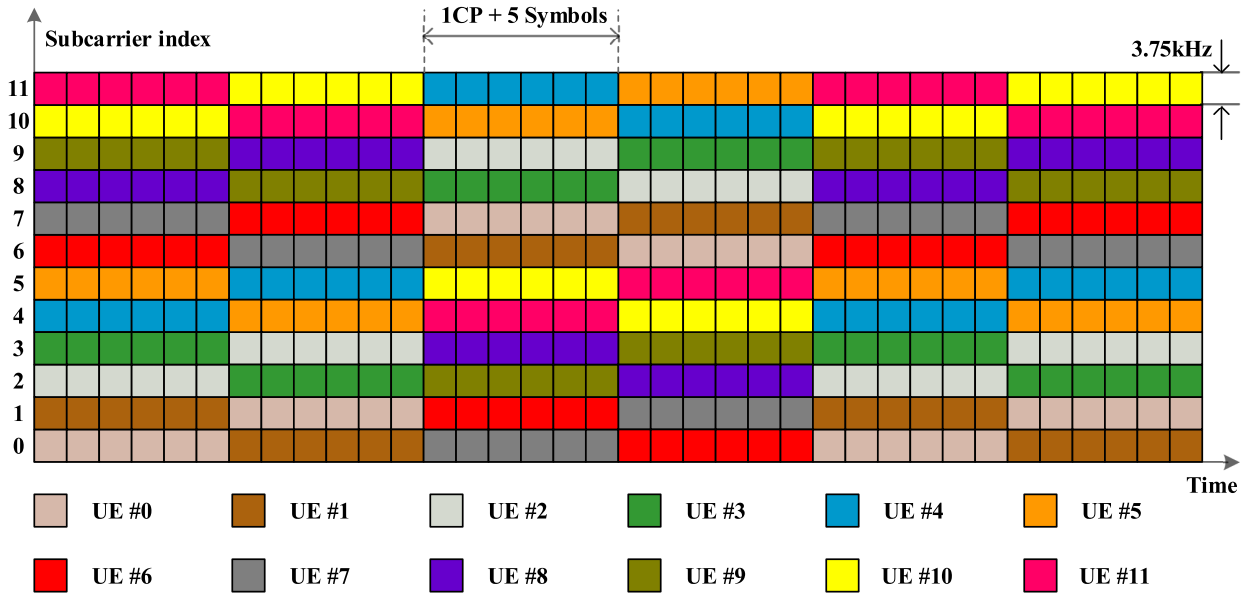 1CP + 5 Symbols
Subcarrier index
3.75kHz
11
10
9
8
7
6
5
4
3
2
1
0
Time
UE #0 UE #1 UE #2 UE #3 UE #4 UE #5
UE #6 UE #7 UE #8 UE #9 UE #10 UE #11